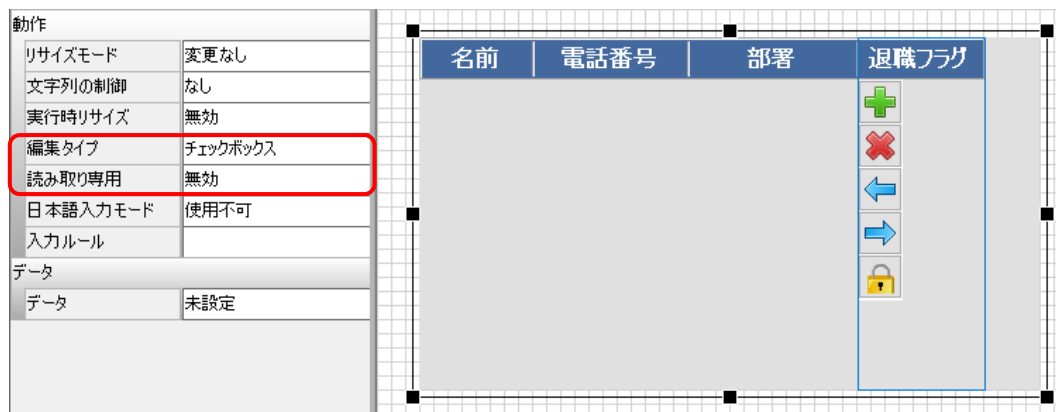 動作
リサイズモード 変更なし
文字列の制御 なし
実行時リサイズ 無効
編集タイプ チェックボックス
読み取り専用 無効
日本語入力モード 使用不可
入力ルール
データ
データ 未設定
名前 電話番号 部署 退職フラグ